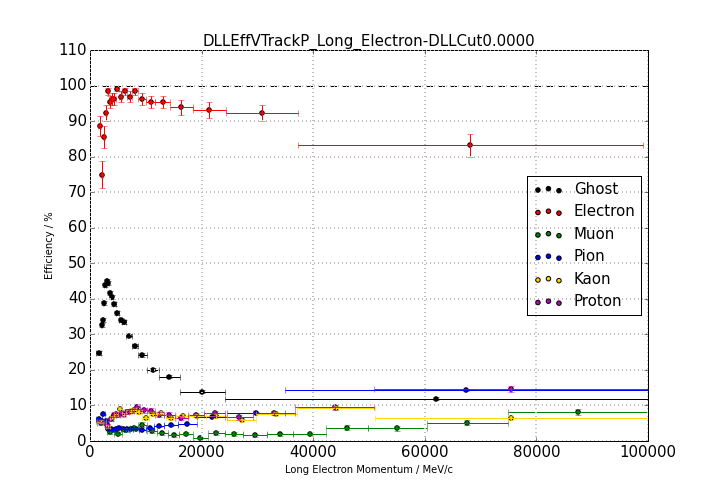 DLLEffVTrackP_Long_Electron-DLLCut0.0000
110
100
90
80
70
60
50
40
30
20
10
0
Efficiency / %
Ghost
Electron
Muon
Pion
Kaon
Proton
0 20000 40000 60000 80000 100000
Long Electron Momentum / MeV/c